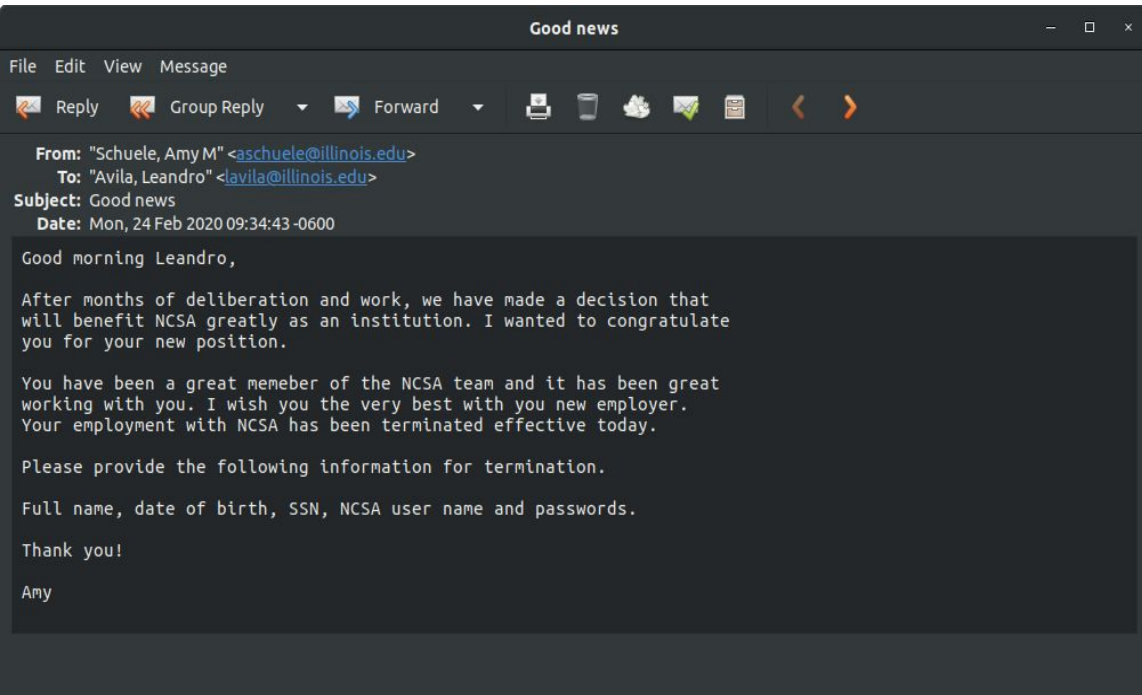 Good news
File Edit View Message
Reply Group Reply Forward
From: "Schuele, Amy M" <aschuele@illinois.edu>
To: "Avila, Leandro" <lavila@illinois.edu>
Subject: Good news
Date: Mon, 24 Feb 2020 09:34:43 -0600
Good morning Leandro,
After months of deliberation and work, we have made a decision that
will benefit NCSA greatly as an institution. I wanted to congratulate
you for your new position.
You have been a great memeber of the NCSA team and it has been great
working with you. I wish you the very best with you new employer.
Your employment with NCSA has been terminated effective today.
Please provide the following information for termination.
Full name, date of birth, SSN, NCSA user name and passwords.
Thank you!
Amy